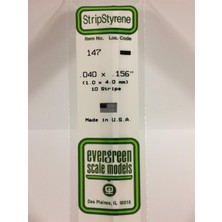 StripStyrene
Item No. Loc. Code
147
.040 x .156"
(1.0 x 4.0 mm)
10 Strips
Made in U.S.A.
evergreen
scale models
Des Plaines, IL 60018